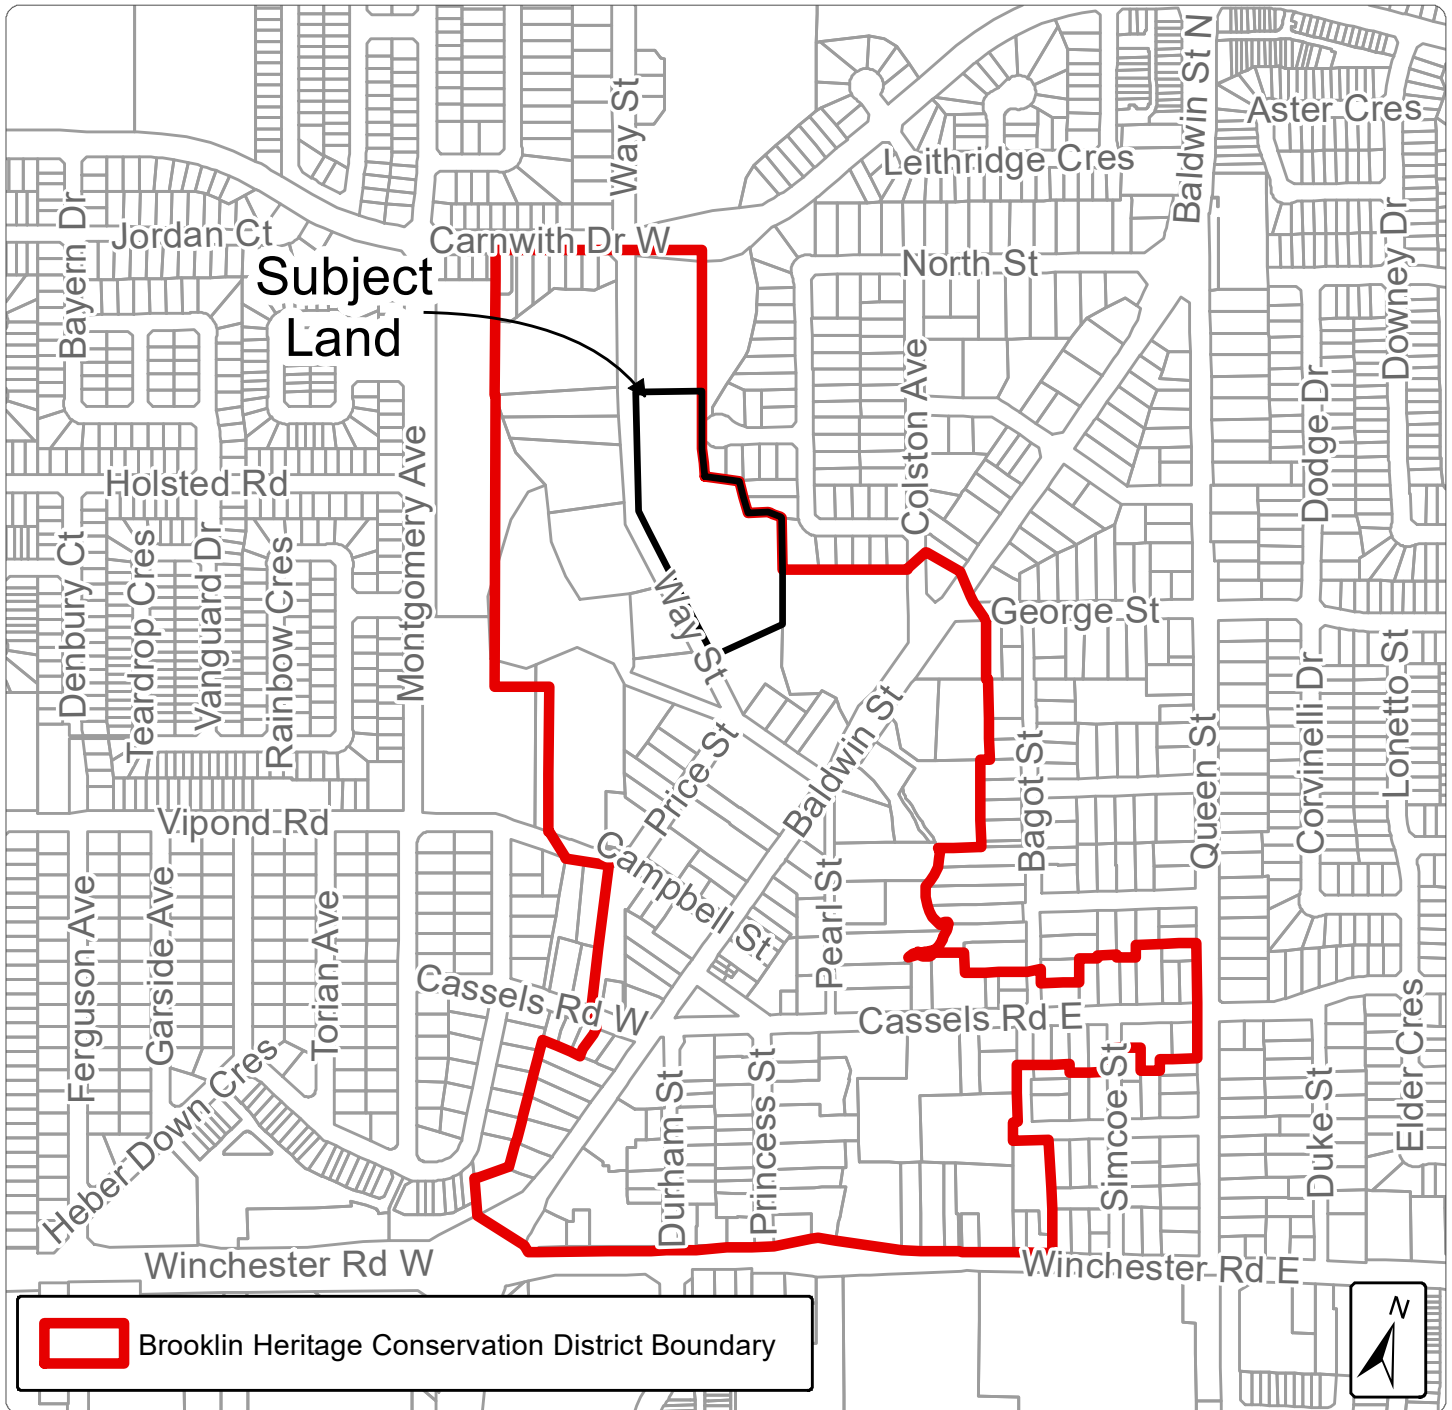 Way St
Baldwin St N
Aster Cres
Leithridge Cres
Bayern Dr
Jordan Ct
Carnwith Dr W
North St
Downey Dr
Subject
Land
Colston Ave
Dodge Dr
Montgomery Ave
Holsted Rd
Denbury Ct
Teardrop Cres
Vanguard Dr
Rainbow Cres
Way St
George St
Corvinelli Dr
Lonetto St
Price St
Baldwin St
Bagot St
Queen St
Vipond Rd
Campbell St
Pearl St
Ferguson Ave
Garside Ave
Torian Ave
Cassels Rd W
Cassels Rd E
Heber Down Cres
Durham St
Princess St
Simcoe St
Duke St
Elder Cres
Winchester Rd W
Winchester Rd E
Brooklin Heritage Conservation District Boundary
N